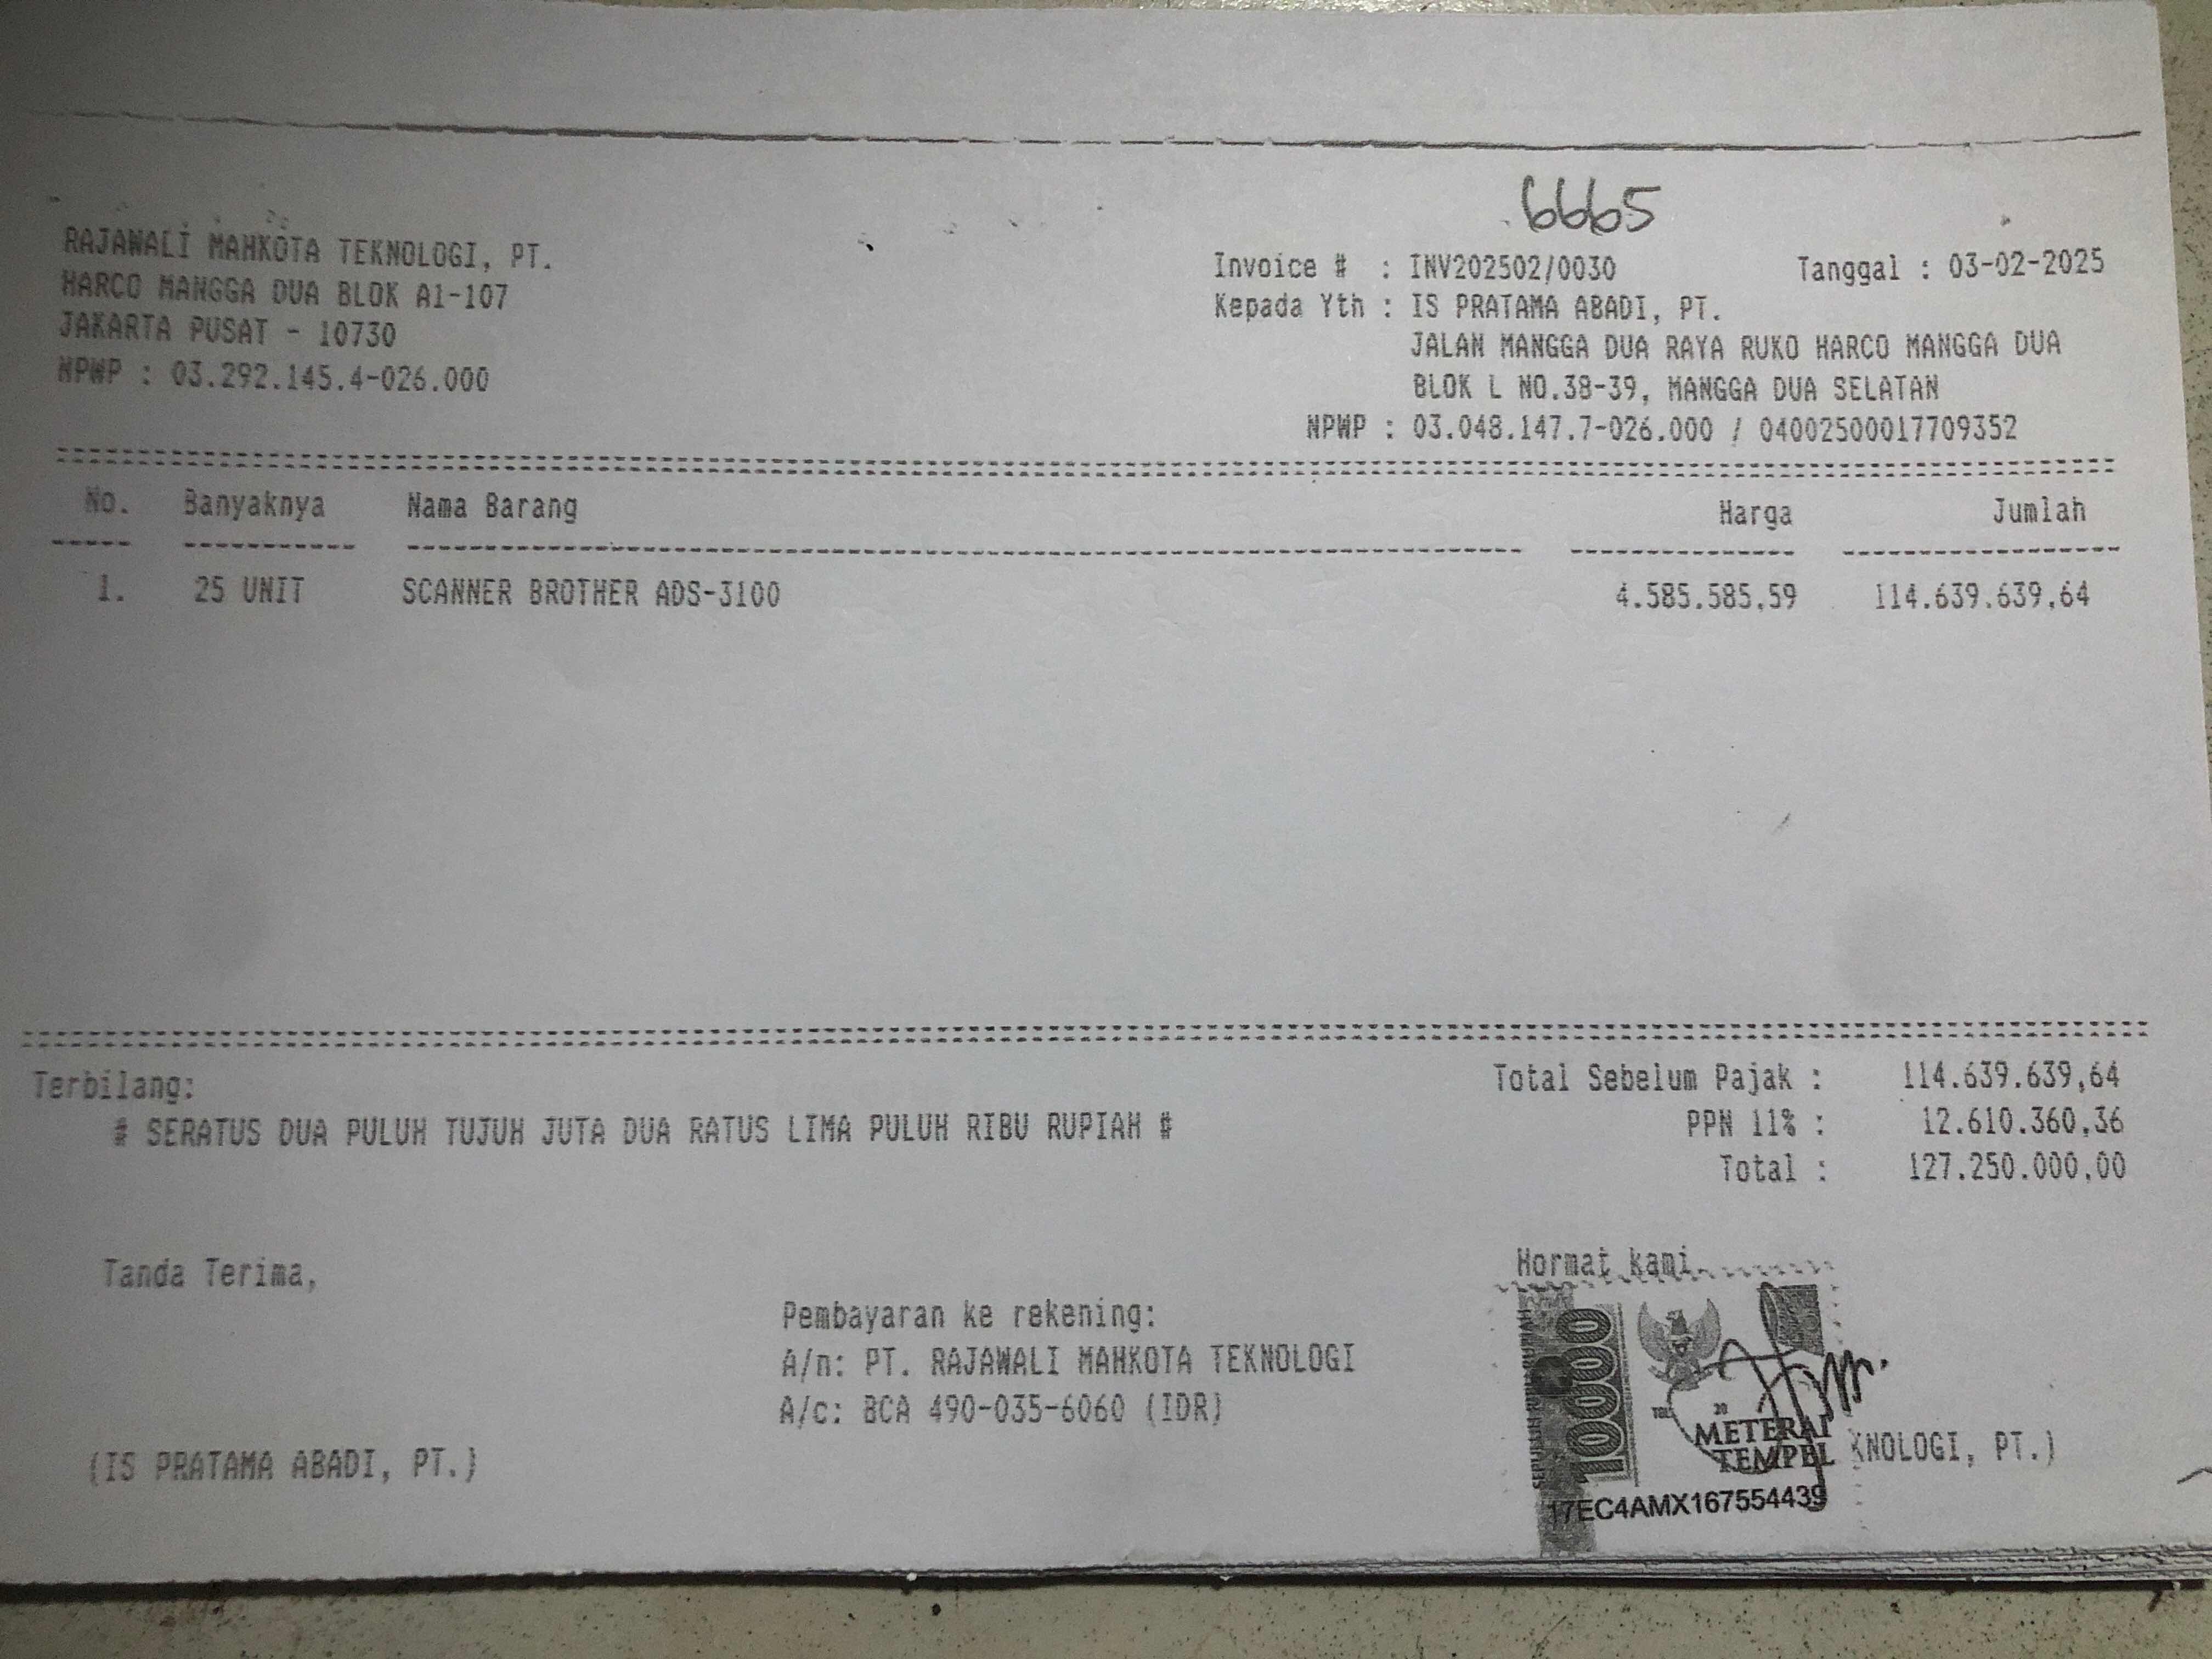 6665
RAJAWALI MAHKOTA TEKNOLOGI, PT.
HARCO MANGGA DUA BLOK A1-107
JAKARTA PUSAT - 10730
NPWP : 03.292.145.4-026.000
Invoice # : INV202502/0030 Tanggal : 03-02-2025
Kepada Yth : IS PRATAMA ABADI, PT.
JALAN MANGGA DUA RAYA RUKO HARCO MANGGA DUA
BLOK L NO.38-39, MANGGA DUA SELATAN
NPWP : 03.048.147.7-026.000 / 04002500017709352
No. Banyaknya Nama Barang Harga Jumlah
1. 25 UNIT SCANNER BROTHER ADS-3100 4.585.585,59 114.639.639,64
Terbilang:
# SERATUS DUA PULUH TUJUH JUTA DUA RATUS LIMA PULUH RIBU RUPIAH #
Total Sebelum Pajak : 114.639.639,64
PPN 11% : 12.610.360,36
Total : 127.250.000,00
Tanda Terima,
(IS PRATAMA ABADI, PT.)
Pembayaran ke rekening:
A/n: PT. RAJAWALI MAHKOTA TEKNOLOGI
A/c: BCA 490-035-6060 (IDR)
Hormat kami
10000
TGL 20
METERAI
TEMPEL
KNOLOGI, PT.)
17EC4AMX167554439